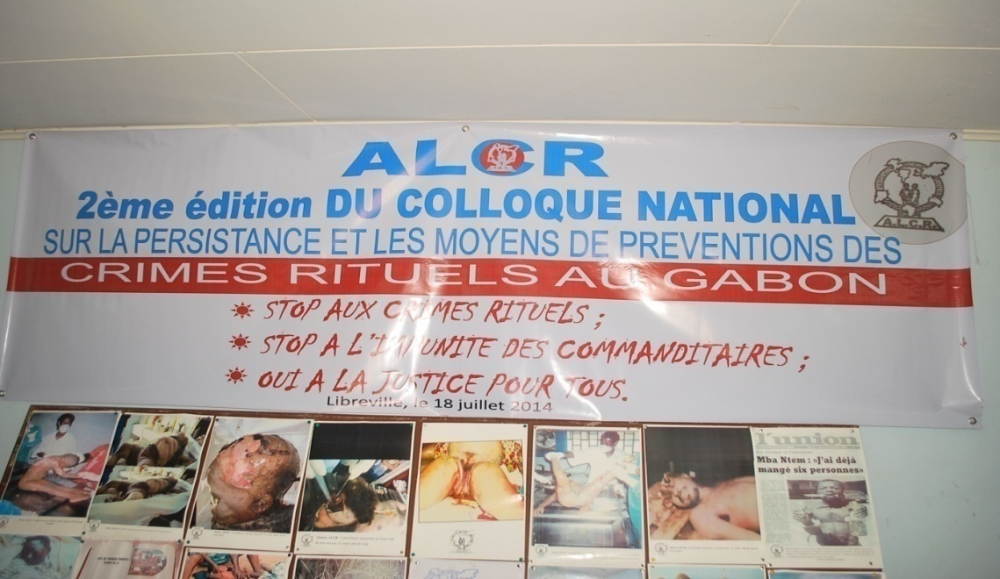 ALCR
2ème édition DU COLLOQUE NATIONAL
A.L.C.R.
SUR LA PERSISTANCE ET LES MOYENS DE PREVENTIONS DES
CRIMES RITUELS AU GABON
STOP AUX CRIMES RITUELS ;
STOP A L'IMPUNITE DES COMMANDITAIRES ;
OUI A LA JUSTICE POUR TOUS.
Libreville, le 18 juillet 2014
l'union
Mba Ntem : «J'ai déjà
mangé six personnes»